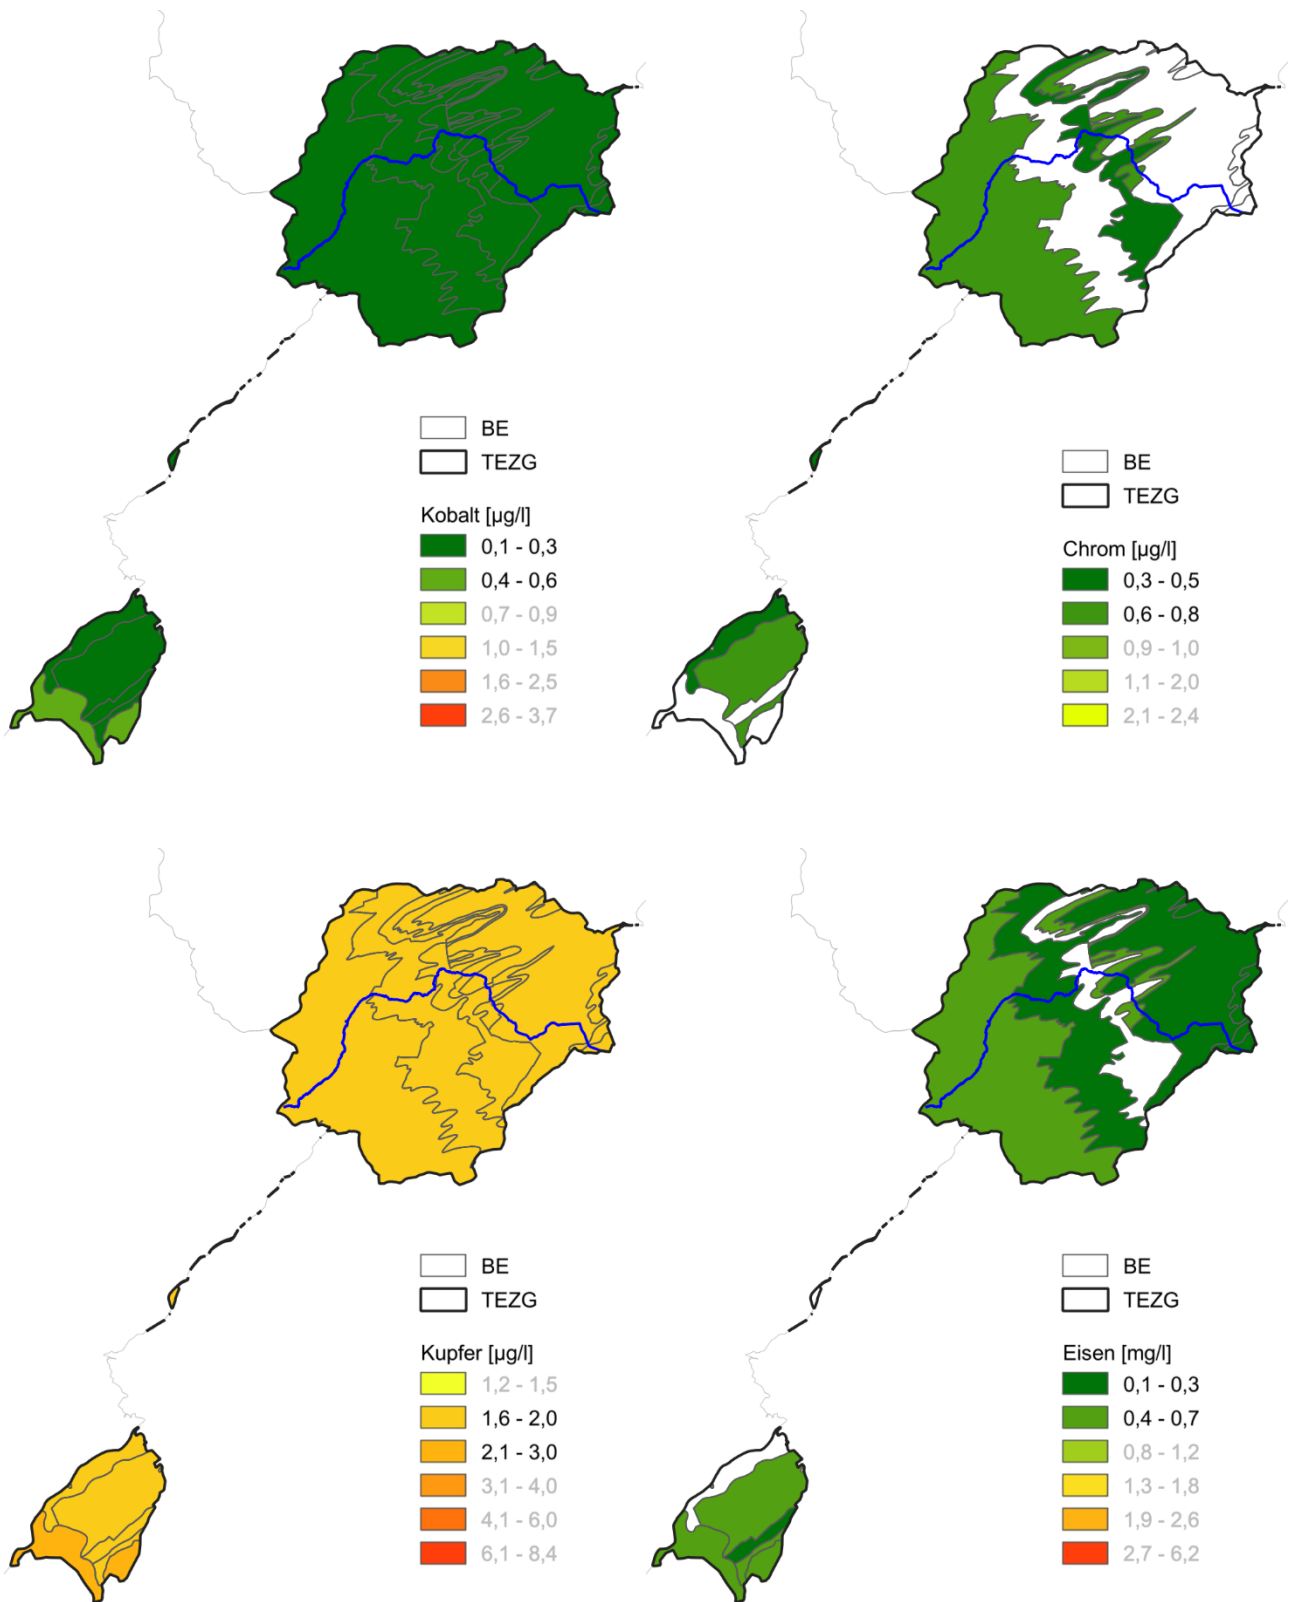 BE
TEZG
Kobalt [µg/l]
0,1 - 0,3
0,4 - 0,6
0,7 - 0,9
1,0 - 1,5
1,6 - 2,5
2,6 - 3,7
BE
TEZG
Chrom [µg/l]
0,3 - 0,5
0,6 - 0,8
0,9 - 1,0
1,1 - 2,0
2,1 - 2,4
BE
TEZG
Kupfer [µg/l]
1,2 - 1,5
1,6 - 2,0
2,1 - 3,0
3,1 - 4,0
4,1 - 6,0
6,1 - 8,4
BE
TEZG
Eisen [mg/l]
0,1 - 0,3
0,4 - 0,7
0,8 - 1,2
1,3 - 1,8
1,9 - 2,6
2,7 - 6,2